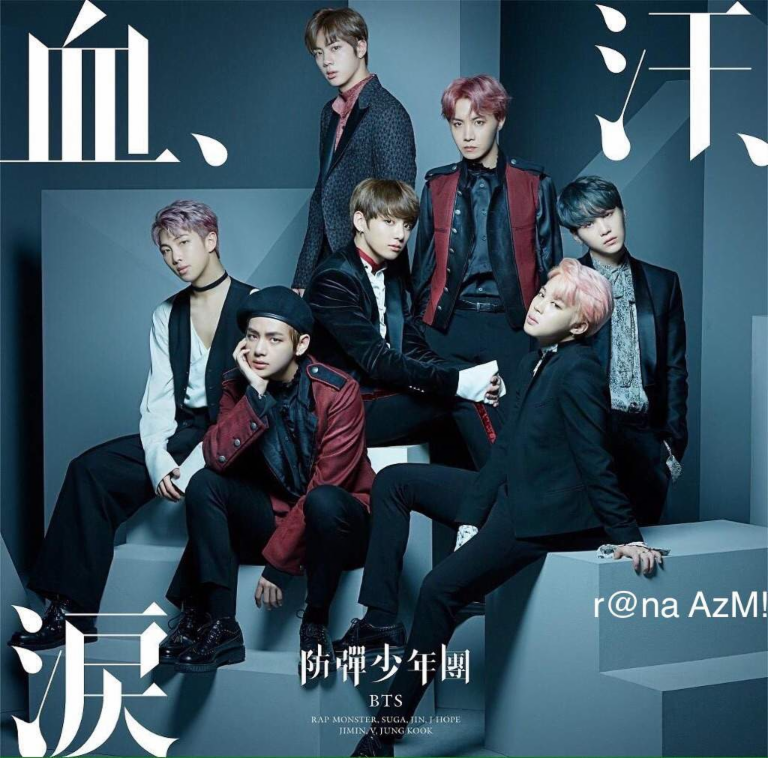 血、汗、
涙
防彈少年團
BTS
RAP MONSTER, SUGA, JIN, J-HOPE
JIMIN, V, JUNG KOOK
r@na AzM!